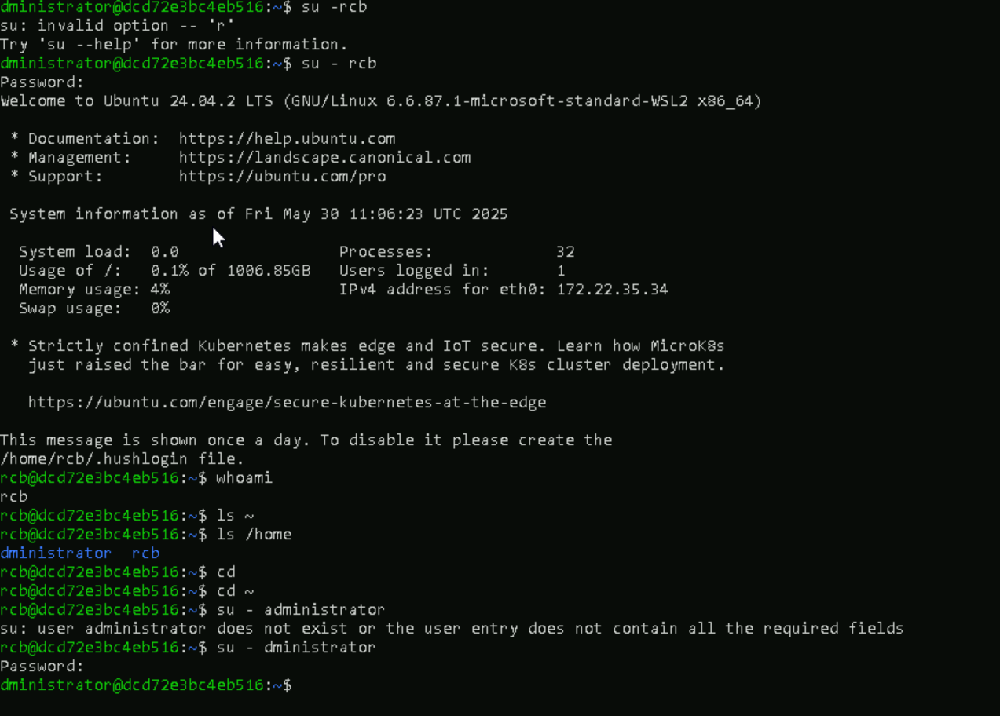 dministrator@dcd72e3bc4eb516:~$ su -rcb
su: invalid option -- 'r'
Try 'su --help' for more information.
dministrator@dcd72e3bc4eb516:~$ su - rcb
Password:
Welcome to Ubuntu 24.04.2 LTS (GNU/Linux 6.6.87.1-microsoft-standard-WSL2 x86_64)
* Documentation:  https://help.ubuntu.com
* Management:     https://landscape.canonical.com
* Support:        https://ubuntu.com/pro
System information as of Fri May 30 11:06:23 UTC 2025
System load:  0.0                 Processes:             32
Usage of /:   0.1% of 1006.85GB   Users logged in:       1
Memory usage: 4%                  IPv4 address for eth0: 172.22.35.34
Swap usage:   0%
* Strictly confined Kubernetes makes edge and IoT secure. Learn how MicroK8s
just raised the bar for easy, resilient and secure K8s cluster deployment.
https://ubuntu.com/engage/secure-kubernetes-at-the-edge
This message is shown once a day. To disable it please create the
/home/rcb/.hushlogin file.
rcb@dcd72e3bc4eb516:~$ whoami
rcb
rcb@dcd72e3bc4eb516:~$ ls ~
rcb@dcd72e3bc4eb516:~$ ls /home
dministrator  rcb
rcb@dcd72e3bc4eb516:~$ cd
rcb@dcd72e3bc4eb516:~$ cd ~
rcb@dcd72e3bc4eb516:~$ su - administrator
su: user administrator does not exist or the user entry does not contain all the required fields
rcb@dcd72e3bc4eb516:~$ su - dministrator
Password:
dministrator@dcd72e3bc4eb516:~$